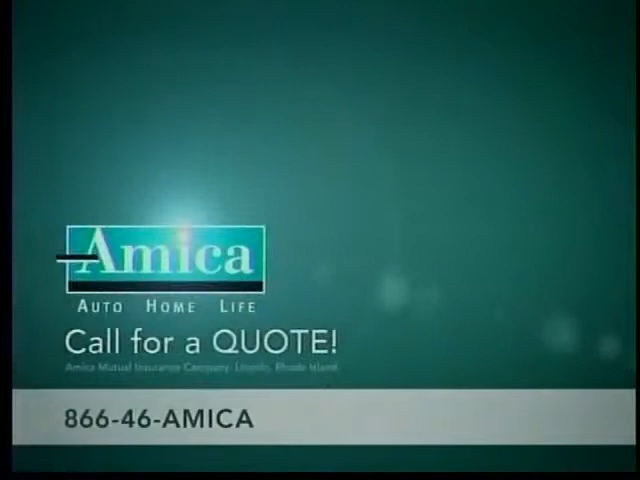 Amica
AUTO HOME LIFE
Call for a QUOTE!
Amica Mutual Insurance Company, Lincoln, Rhode Island
866-46-AMICA